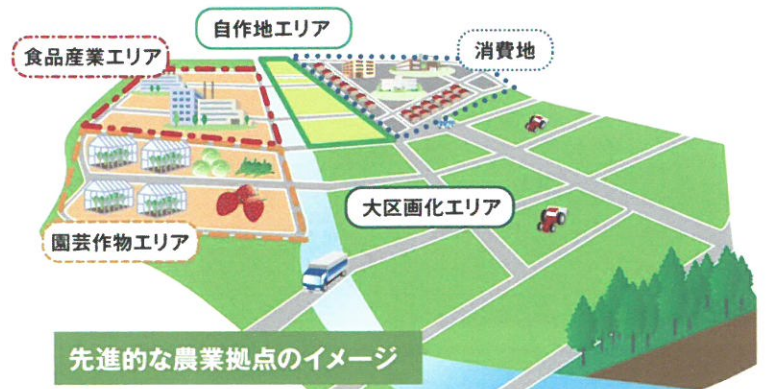 自作地エリア
食品産業エリア
消費地
大区画化エリア
園芸作物エリア
先進的な農業拠点のイメージ